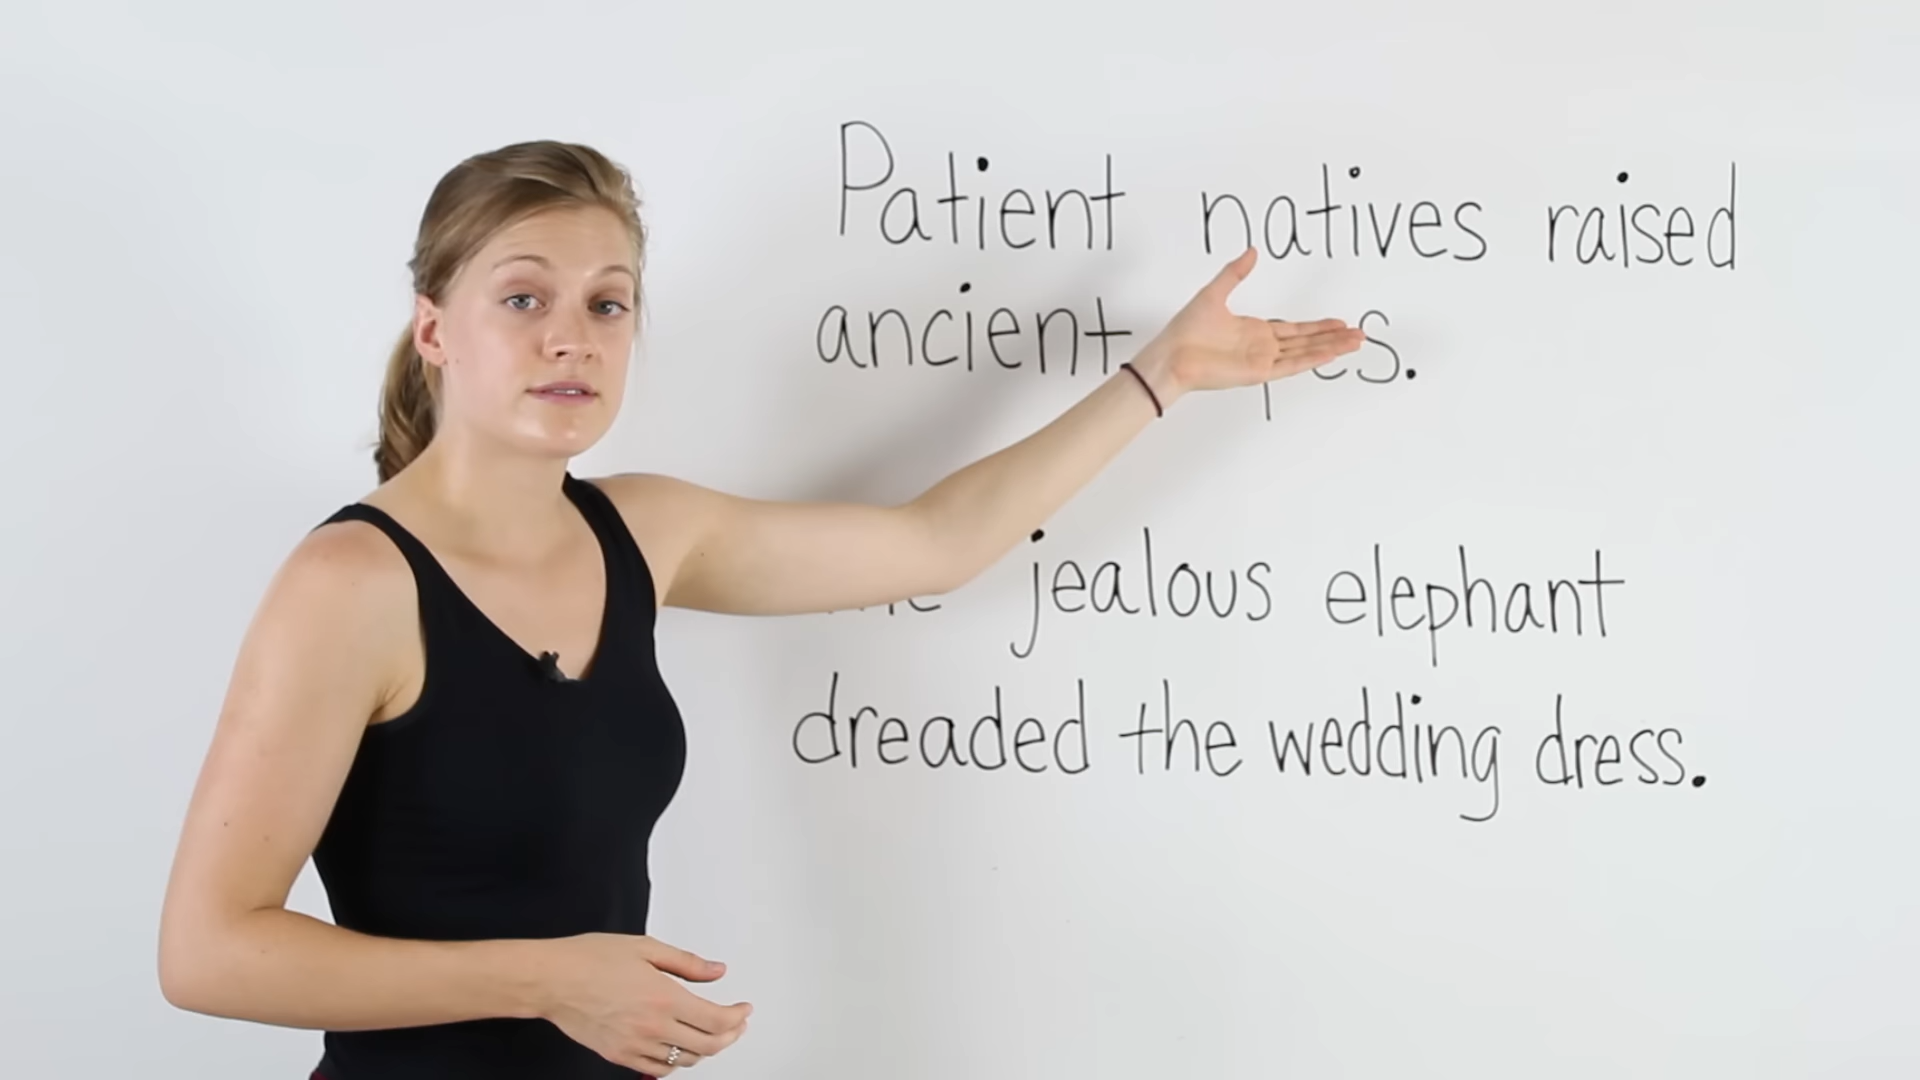 Patient natives raised
ancient
jealous elephant
dreaded the wedding dress.